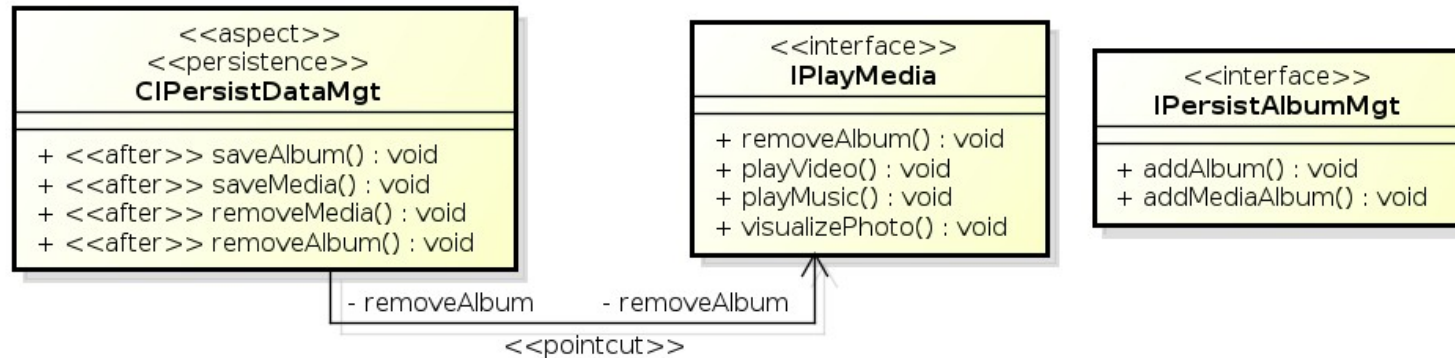 <<aspect>>
<<persistence>>
CIPersistDataMgt
+ <<after>> saveAlbum() : void
+ <<after>> saveMedia() : void
+ <<after>> removeMedia() : void
+ <<after>> removeAlbum() : void
<<interface>>
IPlayMedia
+ removeAlbum() : void
+ playVideo() : void
+ playMusic() : void
+ visualizePhoto() : void
<<interface>>
IPersistAlbumMgt
+ addAlbum() : void
+ addMediaAlbum() : void
- removeAlbum
- removeAlbum
<<pointcut>>